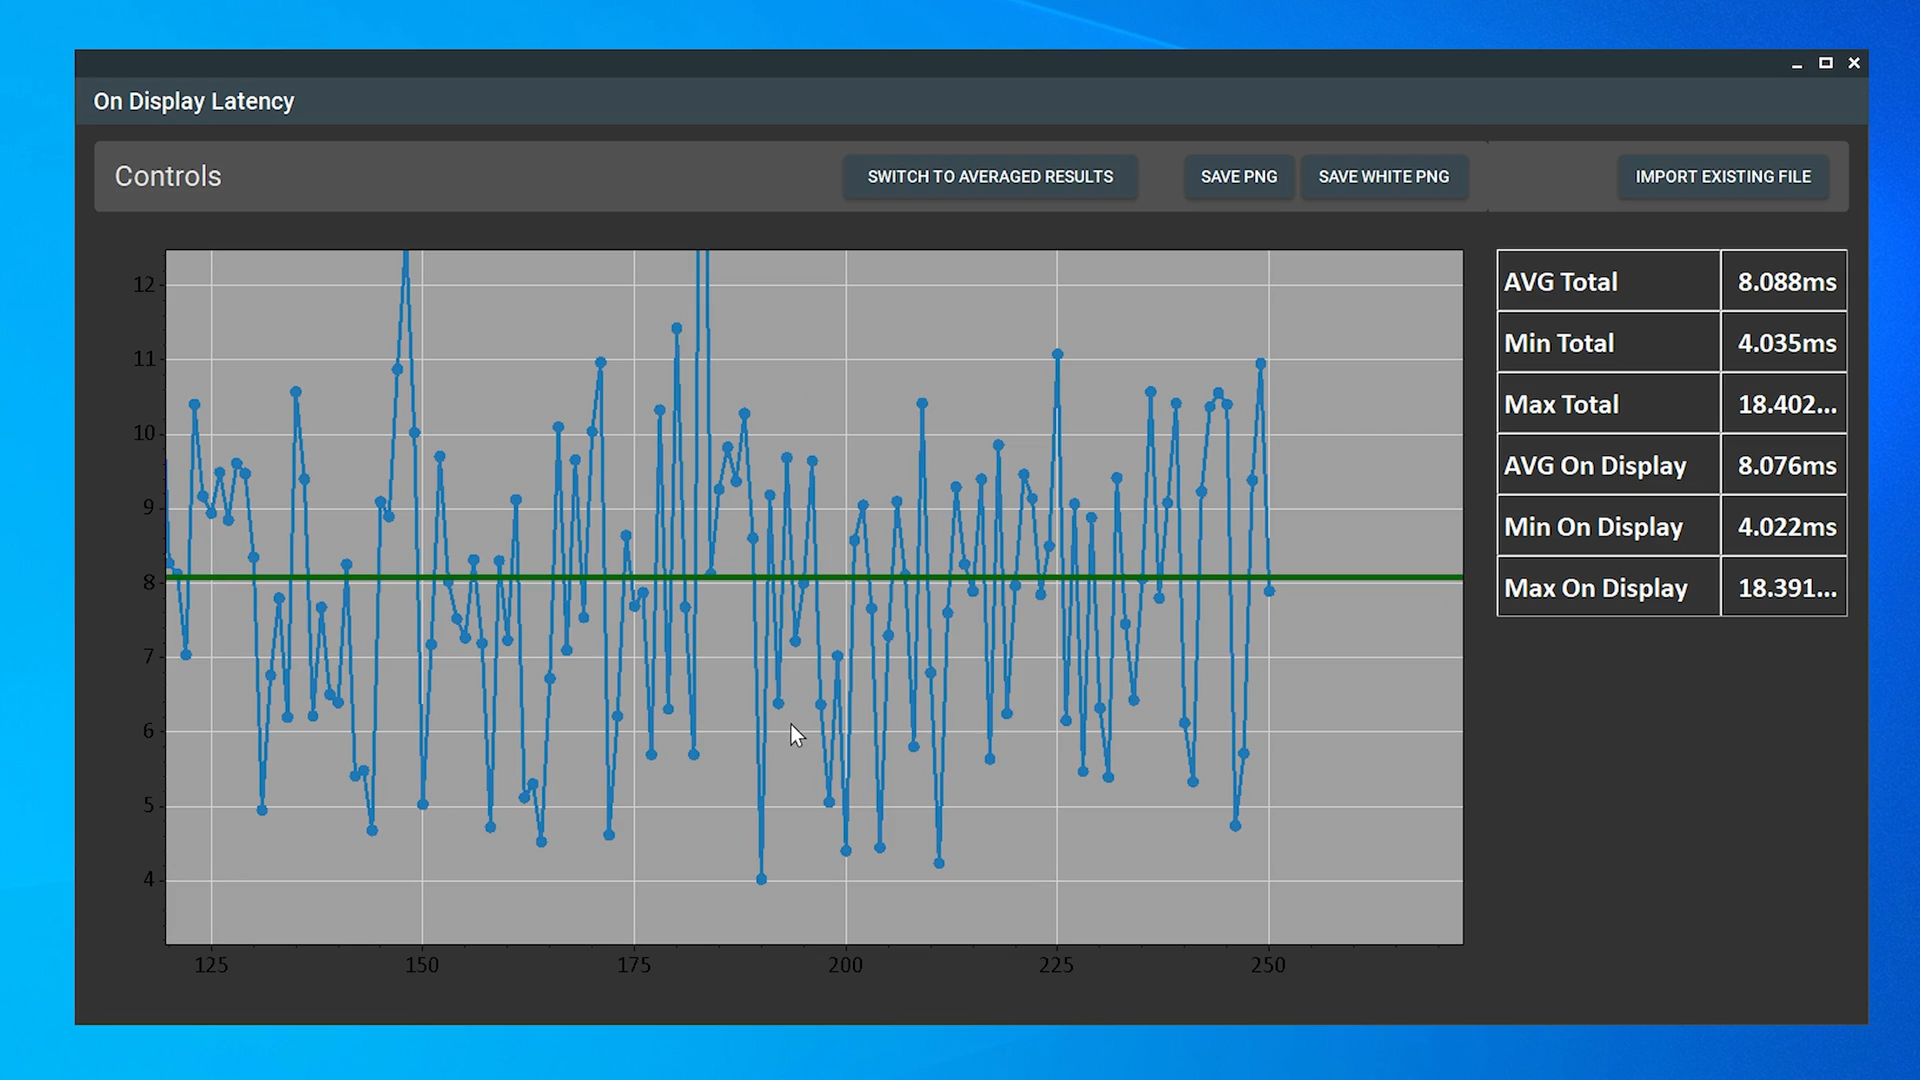 On Display Latency
Controls
SWITCH TO AVERAGED RESULTS
SAVE PNG
SAVE WHITE PNG
IMPORT EXISTING FILE
12
11
10
9
8
7
6
5
4
125 150 175 200 225 250
AVG Total 8.088ms
Min Total 4.035ms
Max Total 18.402...
AVG On Display 8.076ms
Min On Display 4.022ms
Max On Display 18.391...